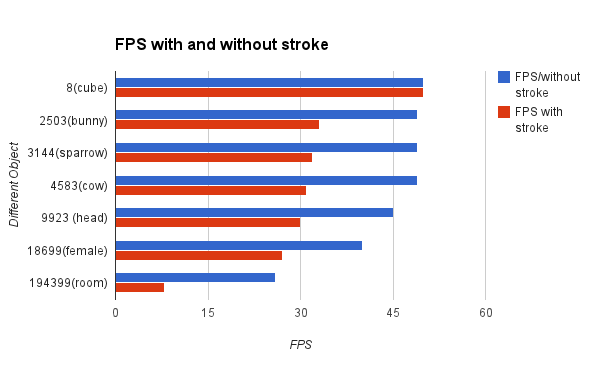 FPS with and without stroke
FPS/without
stroke
FPS with
stroke
Different Object
8(cube)
2503(bunny)
3144(sparrow)
4583(cow)
9923 (head)
18699(female)
194399(room)
0 15 30 45 60
FPS